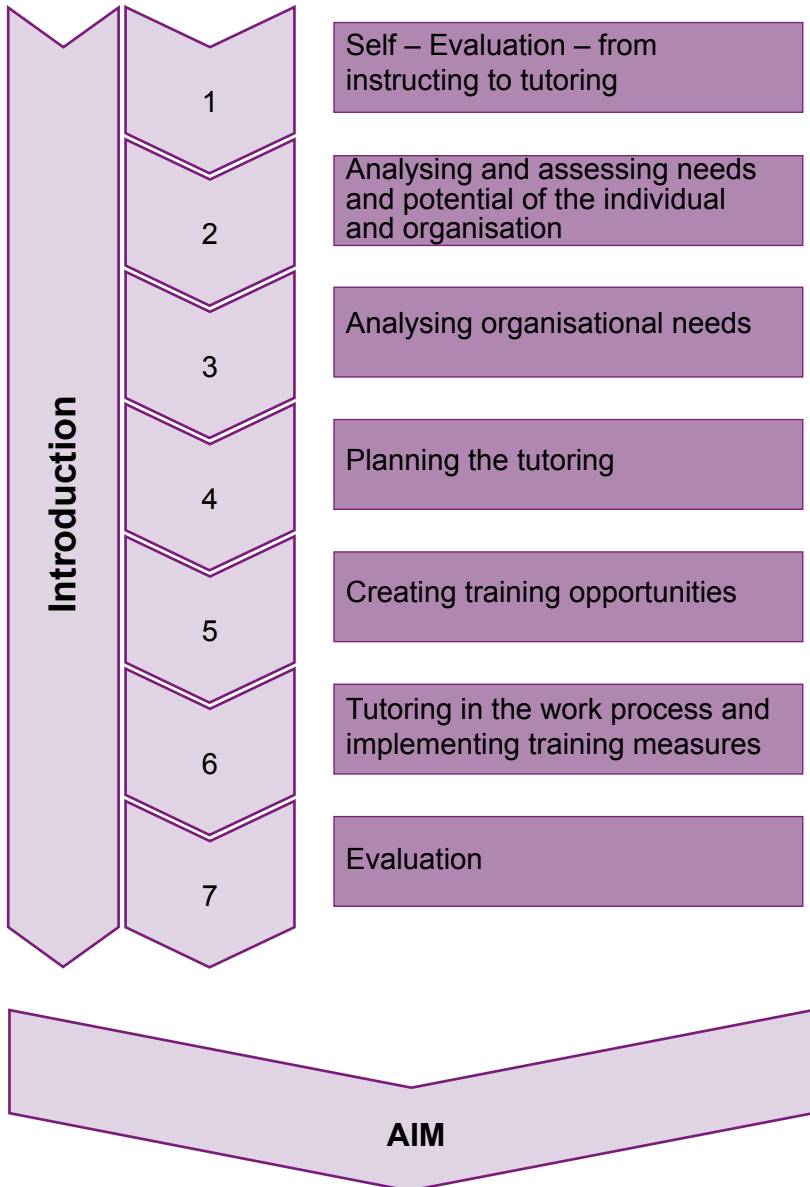 Introduction
1
Self – Evaluation – from
instructing to tutoring
2
Analysing and assessing needs
and potential of the individual
and organisation
3
Analysing organisational needs
4
Planning the tutoring
5
Creating training opportunities
6
Tutoring in the work process and
implementing training measures
7
Evaluation
AIM